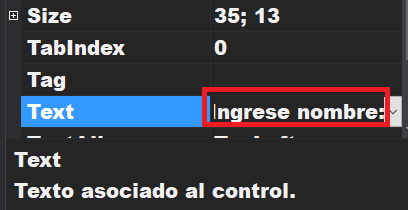 Size 35; 13
TabIndex 0
Tag
Text Ingrese nombre:
Text
Texto asociado al control.